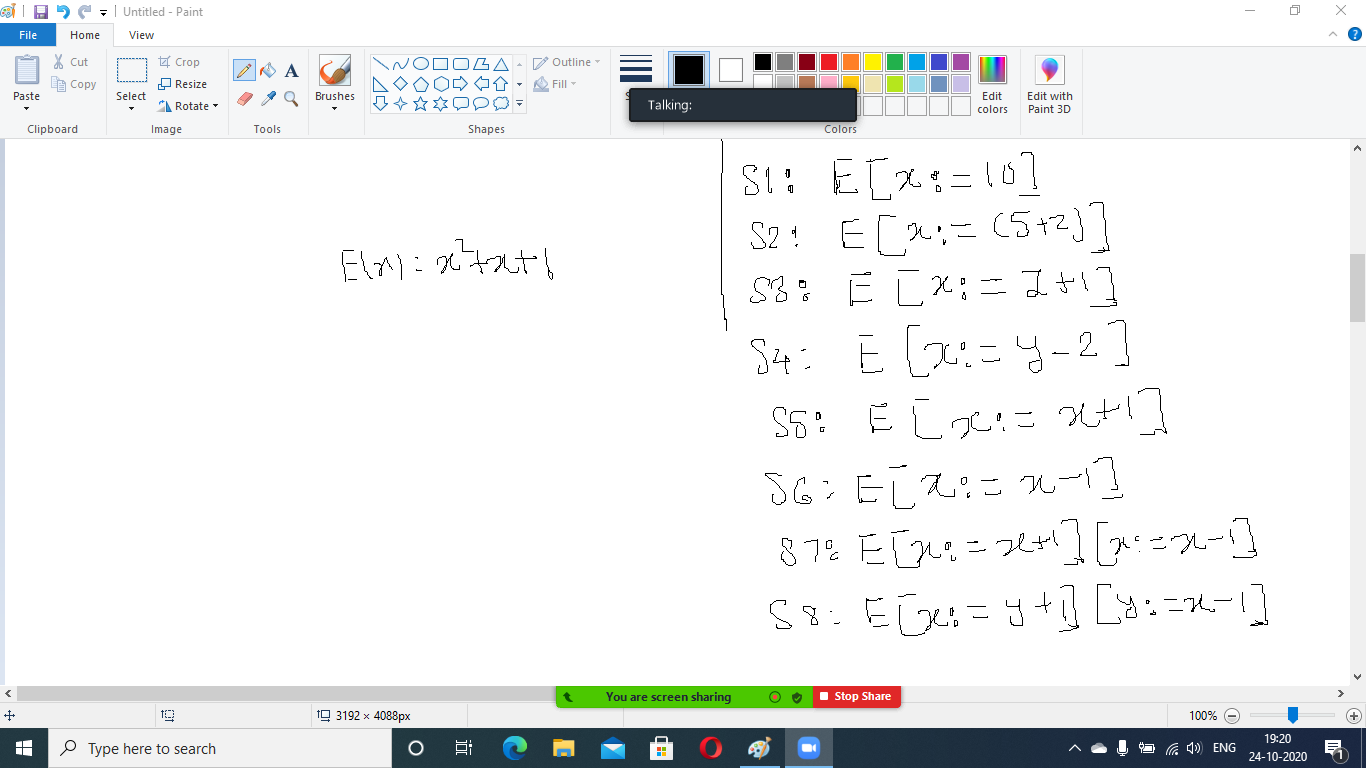 Untitled - Paint
File Home View
Paste Cut Copy Clipboard
Select Crop Resize Rotate Image
Tools
Brushes
Shapes
Outline
Fill
Edit colors
Edit with Paint 3D
Colors
Talking:
E(x) = x²+x+1
S1: E[x:=10]
S2: E[x:=(5+2)]
S3: E[x:=z+1]
S4: E[x:=y-2]
S5: E[x:=x+1]
S6: E[x:=x-1]
S7: E[x:=x+1][x:=x-1]
S8: E[x:=y+1][y:=x-1]
You are screen sharing Stop Share
3192 × 4088px 100%
Type here to search
ENG 19:20
24-10-2020 1